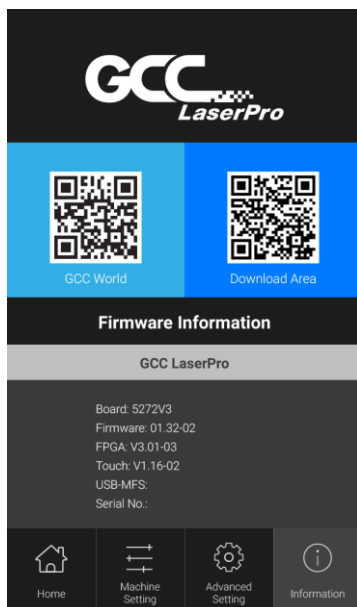 GCC
LaserPro
GCC World
Download Area
Firmware Information
GCC LaserPro
Board: 5272V3
Firmware: 01.32-02
FPGA: V3.01-03
Touch: V1.16-02
USB-MFS:
Serial No.:
Home
Machine
Setting
Advanced
Setting
Information